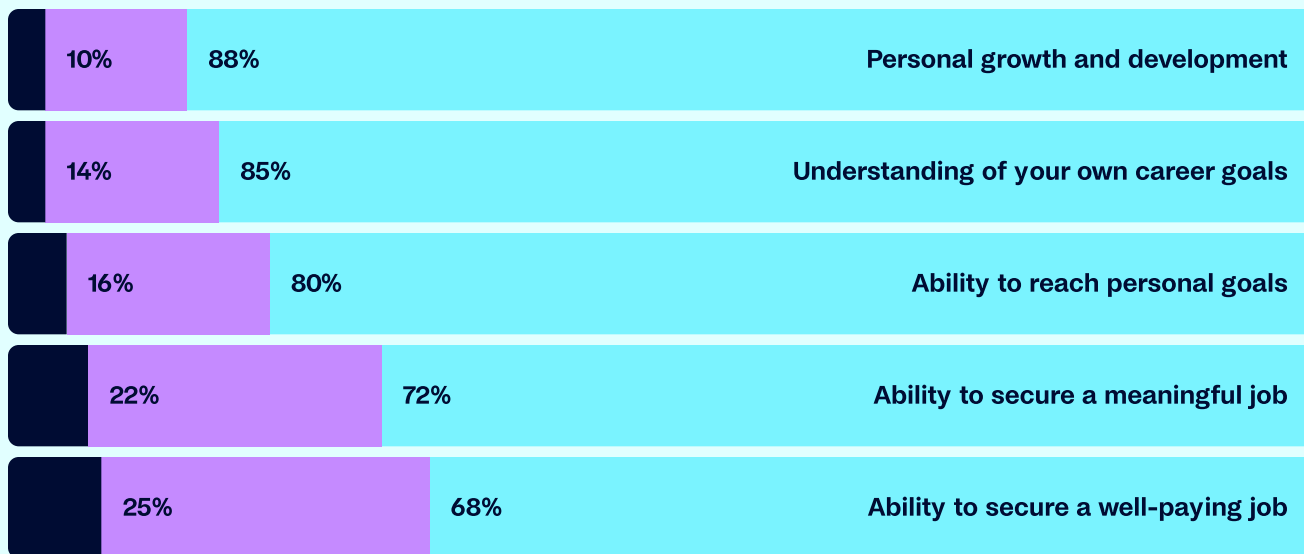 10% 88% Personal growth and development
14% 85% Understanding of your own career goals
16% 80% Ability to reach personal goals
22% 72% Ability to secure a meaningful job
25% 68% Ability to secure a well-paying job